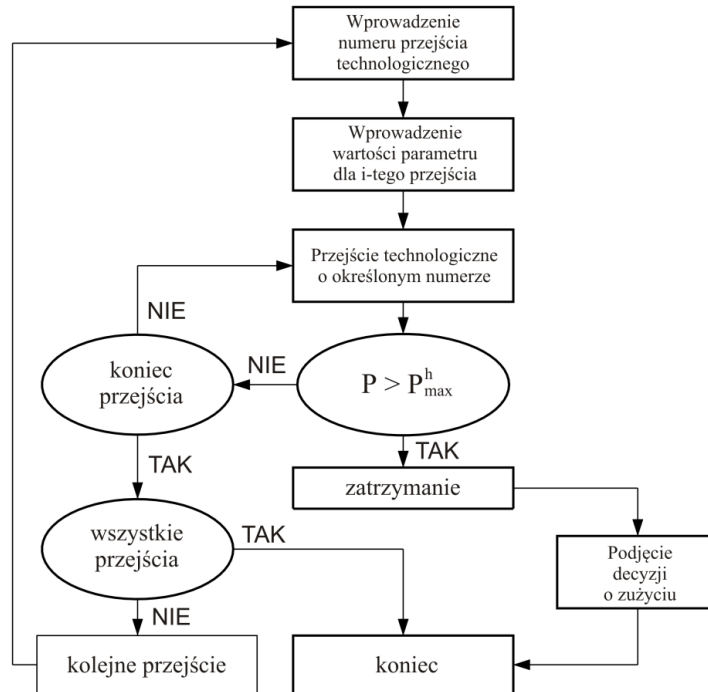 Wprowadzenie
numeru przejścia
technologicznego
Wprowadzenie
wartości parametru
dla i-tego przejścia
Przejście technologiczne
o określonym numerze
NIE
koniec
przejścia
NIE
P > P
h
max
TAK
TAK
zatrzymanie
wszystkie
przejścia
TAK
Podjęcie
decyzji
o zużyciu
NIE
kolejne przejście
koniec